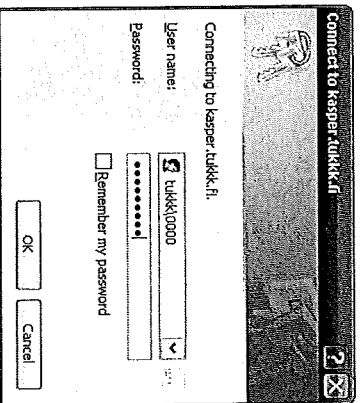 Connect to kasper.tukkk.fi
Connecting to kasper.tukkk.fi.
User name:
tukkk\0000
Password:
••••••••••
Remember my password
OK
Cancel